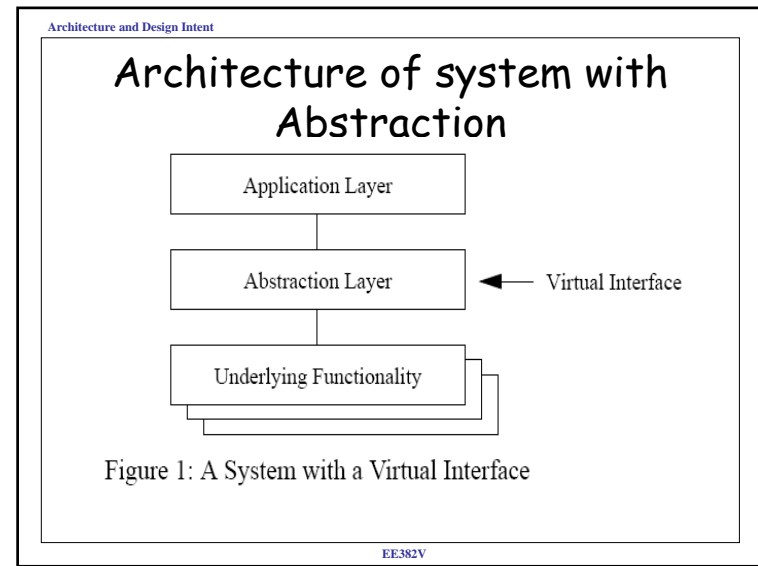 Architecture and Design Intent
Architecture of system with
Abstraction
Application Layer
Abstraction Layer
Virtual Interface
Underlying Functionality
Figure 1: A System with a Virtual Interface
EE382V